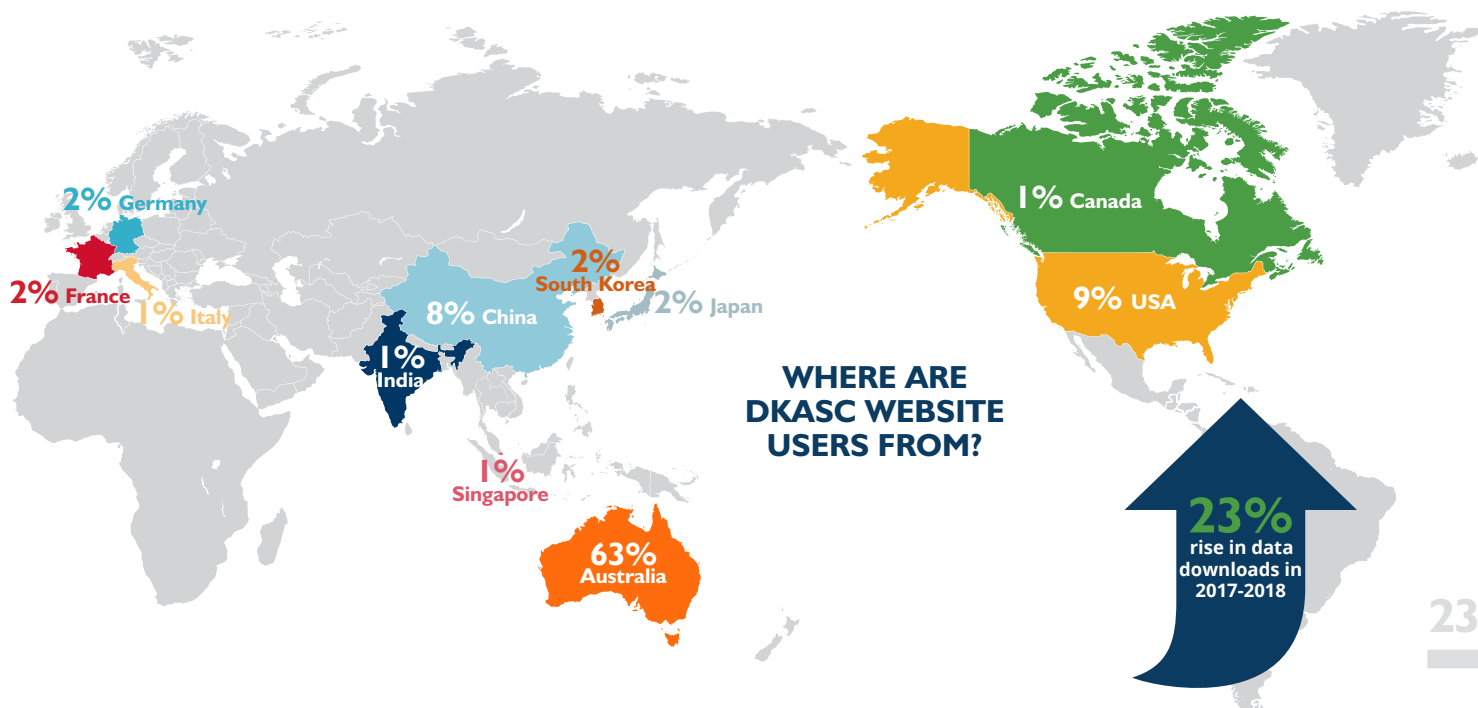 2% Germany
2% France
1% Italy
8% China
2%
South Korea
2% Japan
1%
India
1%
Singapore
63%
Australia
WHERE ARE
DKASC WEBSITE
USERS FROM?
1% Canada
9% USA
23%
rise in data
downloads in
2017-2018
23